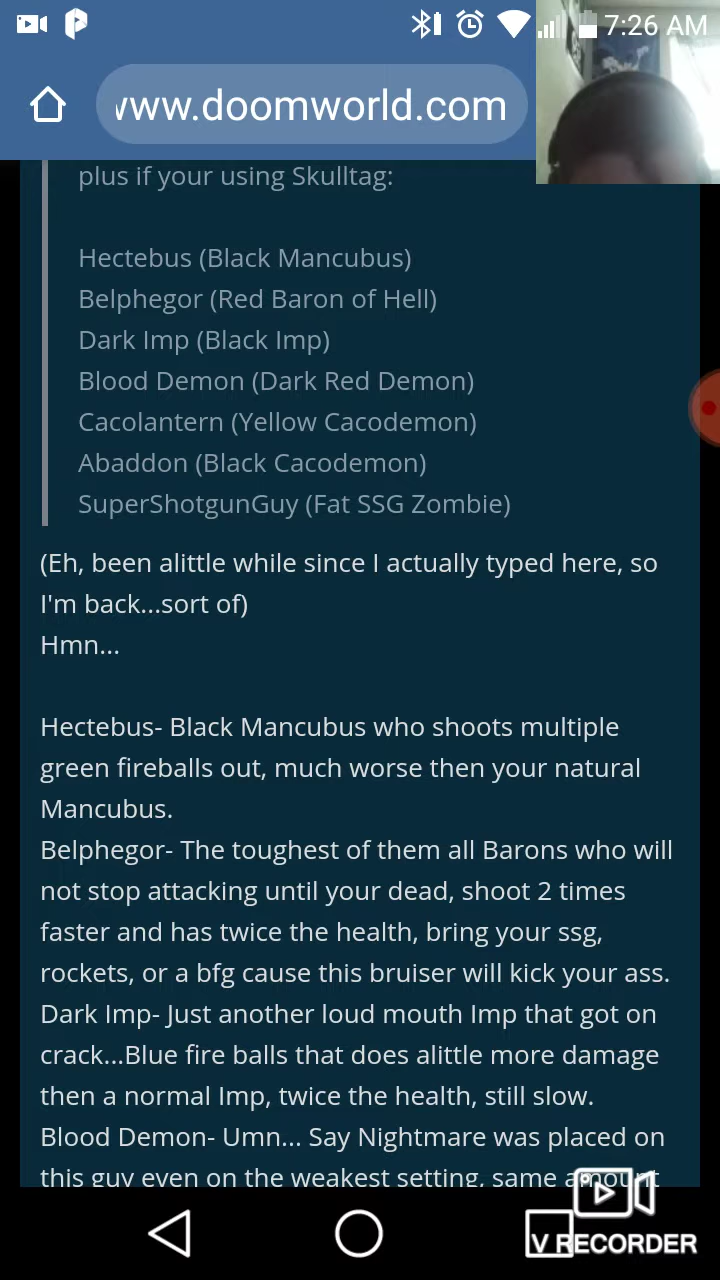 7:26 AM
www.doomworld.com
plus if your using Skulltag:
Hectebus (Black Mancubus)
Belphegor (Red Baron of Hell)
Dark Imp (Black Imp)
Blood Demon (Dark Red Demon)
Cacolantern (Yellow Cacodemon)
Abaddon (Black Cacodemon)
SuperShotgunGuy (Fat SSG Zombie)
(Eh, been alittle while since I actually typed here, so
I'm back...sort of)
Hmn...
Hectebus- Black Mancubus who shoots multiple
green fireballs out, much worse then your natural
Mancubus.
Belphegor- The toughest of them all Barons who will
not stop attacking until your dead, shoot 2 times
faster and has twice the health, bring your ssg,
rockets, or a bfg cause this bruiser will kick your ass.
Dark Imp- Just another loud mouth Imp that got on
crack...Blue fire balls that does alittle more damage
then a normal Imp, twice the health, still slow.
Blood Demon- Umn... Say Nightmare was placed on
this guy even on the weakest setting, same amount
V RECORDER